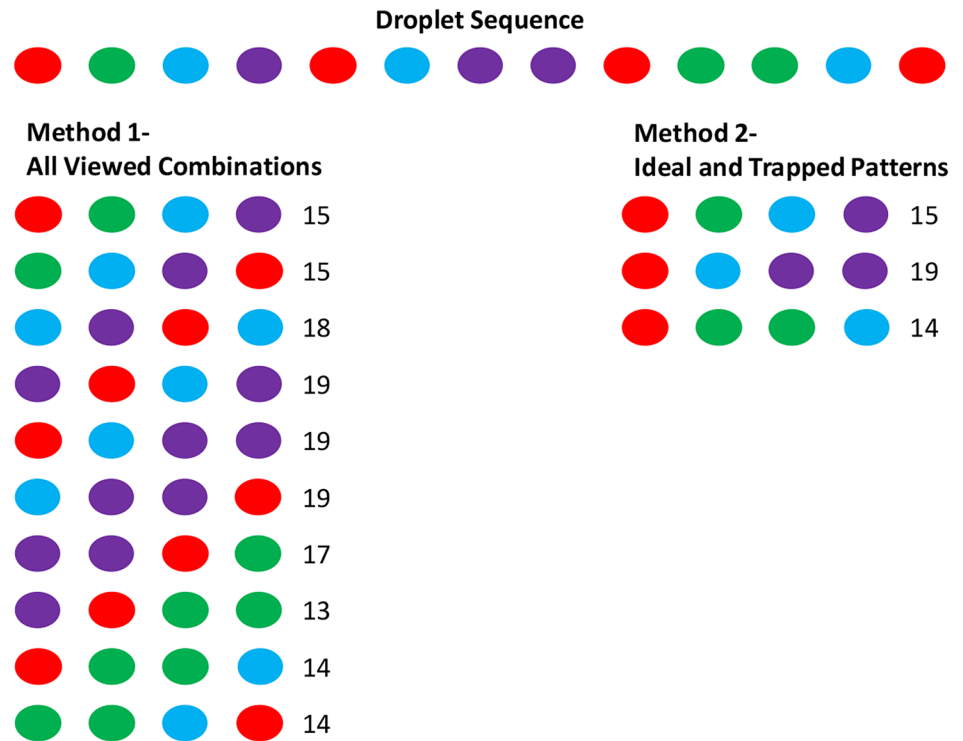 Droplet Sequence
Method 1-
All Viewed Combinations
15
15
18
19
19
19
17
13
14
14
Method 2-
Ideal and Trapped Patterns
15
19
14